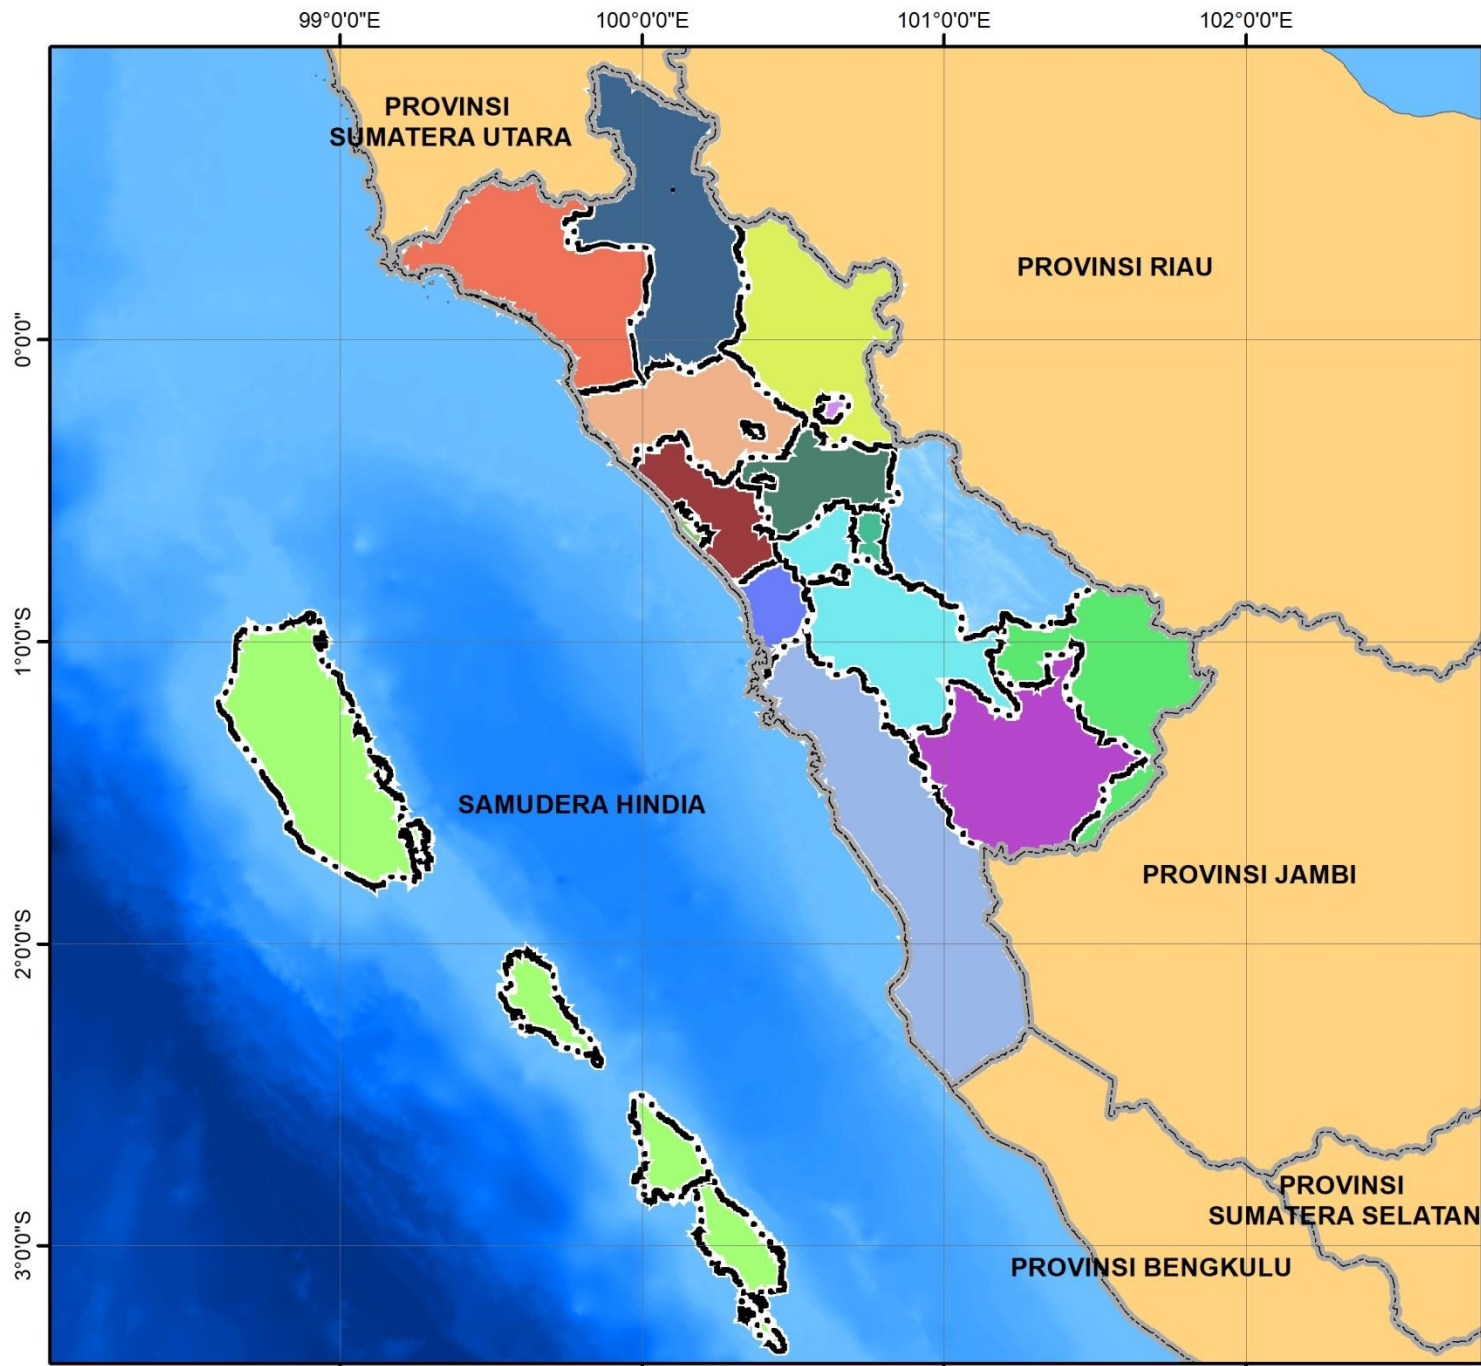 99°0'0"E
100°0'0"E
101°0'0"E
102°0'0"E
PROVINSI
SUMATERA UTARA
PROVINSI RIAU
0°0'0"
1°0'0"S
SAMUDERA HINDIA
PROVINSI JAMBI
2°0'0"S
PROVINSI
SUMATERA SELATAN
3°0'0"S
PROVINSI BENGKULU